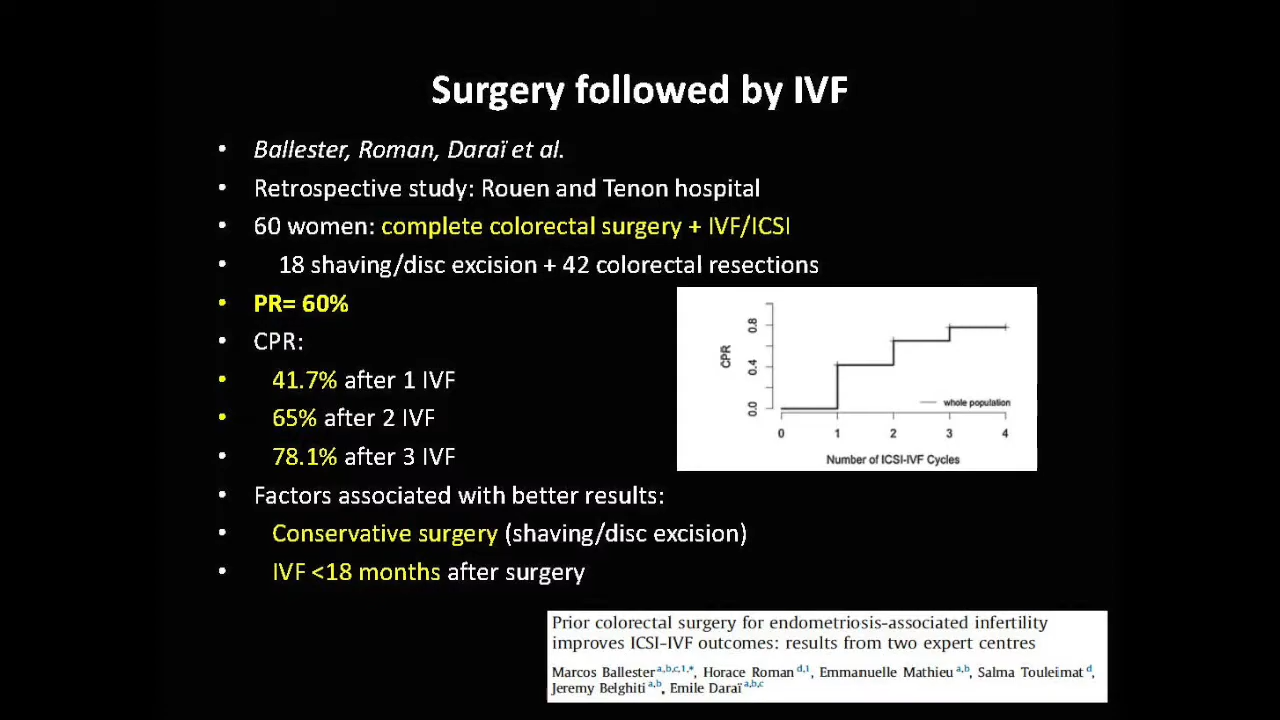 Surgery followed by IVF
• Ballester, Roman, Daraï et al.
• Retrospective study: Rouen and Tenon hospital
• 60 women: complete colorectal surgery + IVF/ICSI
• 18 shaving/disc excision + 42 colorectal resections
• PR= 60%
• CPR:
• 41.7% after 1 IVF
• 65% after 2 IVF
• 78.1% after 3 IVF
• Factors associated with better results:
• Conservative surgery (shaving/disc excision)
• IVF <18 months after surgery
CPR
0.8
0.4
0.0
whole population
0 1 2 3 4
Number of ICSI-IVF Cycles
Prior colorectal surgery for endometriosis-associated infertility
improves ICSI-IVF outcomes: results from two expert centres
Marcos Ballester a,b,c,1,*, Horace Roman d,1, Emmanuelle Mathieu a,b, Salma Touleimat d,
Jeremy Belghiti a,b, Emile Daraï a,b,c